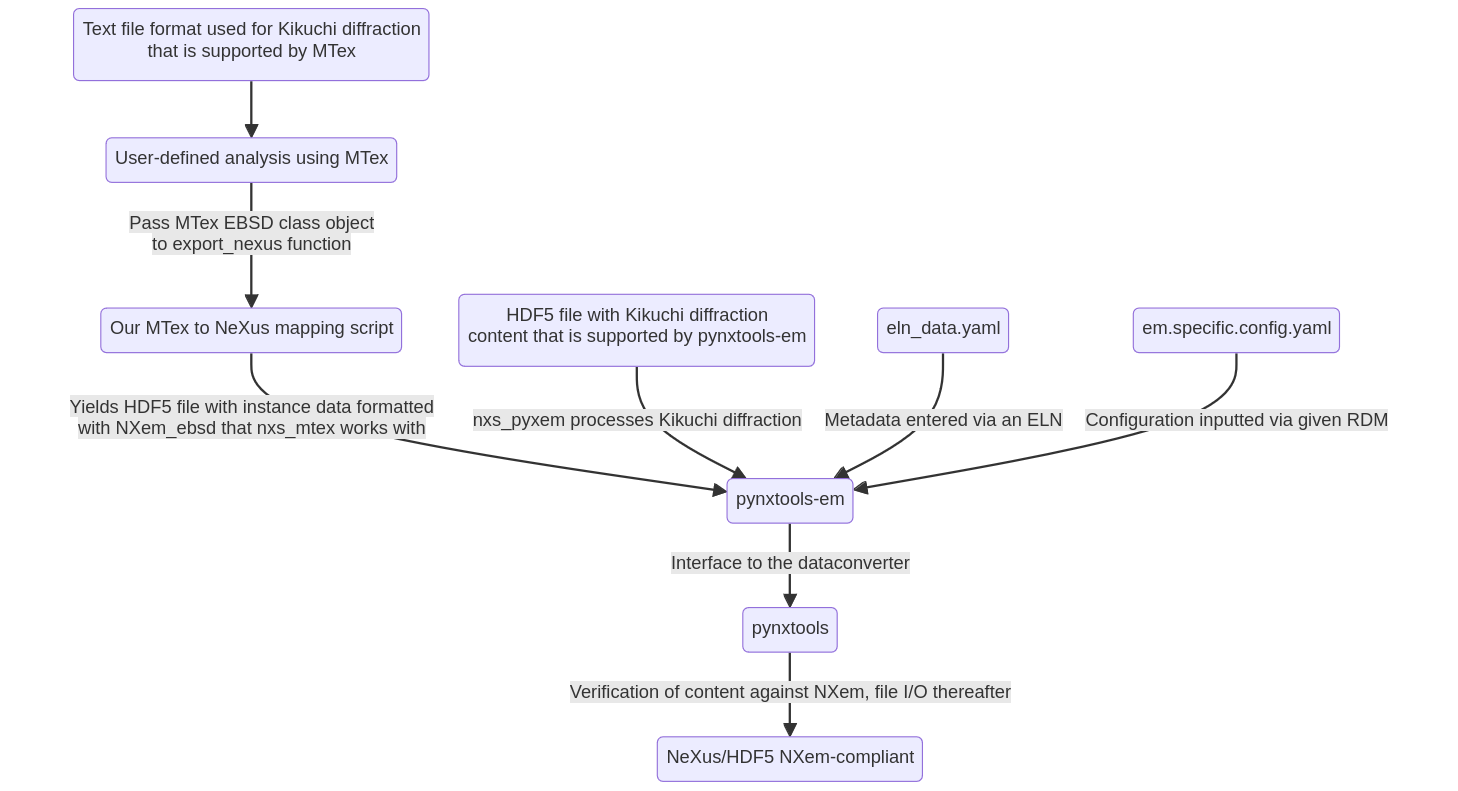 Text file format used for Kikuchi diffraction
that is supported by MTex
User-defined analysis using MTex
Pass MTex EBSD class object
to export_nexus function
Our MTex to NeXus mapping script
HDF5 file with Kikuchi diffraction
content that is supported by pynxtools-em
eln_data.yaml
em.specific.config.yaml
Yields HDF5 file with instance data formatted
with NXem_ebsd that nxs_mtex works with
nxs_pyxem processes Kikuchi diffraction
Metadata entered via an ELN
Configuration inputted via given RDM
pynxtools-em
Interface to the dataconverter
pynxtools
Verification of content against NXem, file I/O thereafter
NeXus/HDF5 NXem-compliant